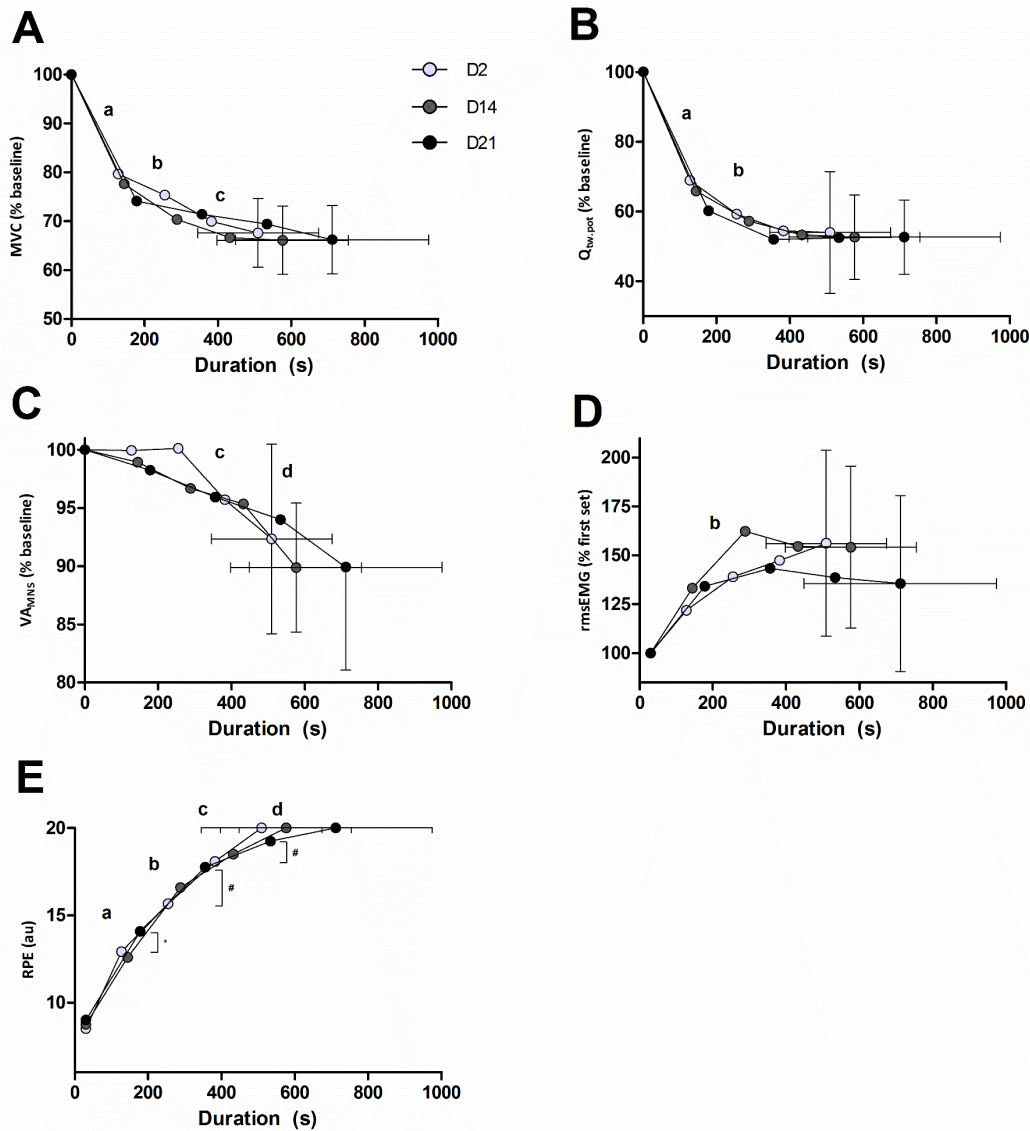 A
100
90
80
70
60
50
MVC (% baseline)
a
b
c
D2
D14
D21
0
200
400
600
800
1000
Duration (s)
B
100
80
60
40
Qtw.pot (% baseline)
a
b
0
200
400
600
800
1000
Duration (s)
C
100
95
90
85
80
VAMNS (% baseline)
c
d
0
200
400
600
800
1000
Duration (s)
D
200
175
150
125
100
rmsEMG (% first set)
b
0
200
400
600
800
1000
Duration (s)
E
20
15
10
RPE (au)
a
b
c
d
*
#
#
0
200
400
600
800
1000
Duration (s)